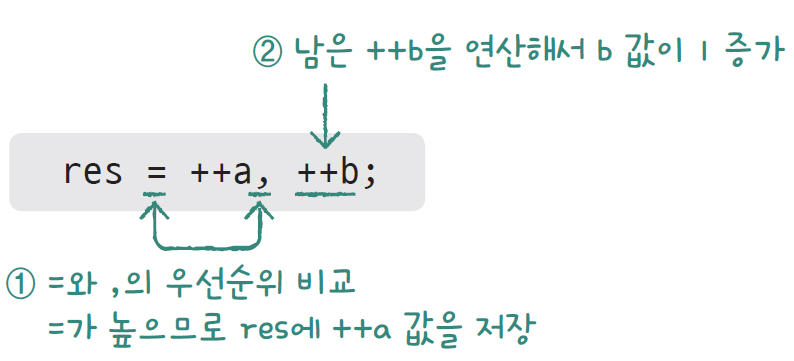 ② 남은 ++b을 연산해서 b 값이 1 증가
res = ++a, ++b;
① =와 ,의 우선순위 비교
=가 높으므로 res에 ++a 값을 저장